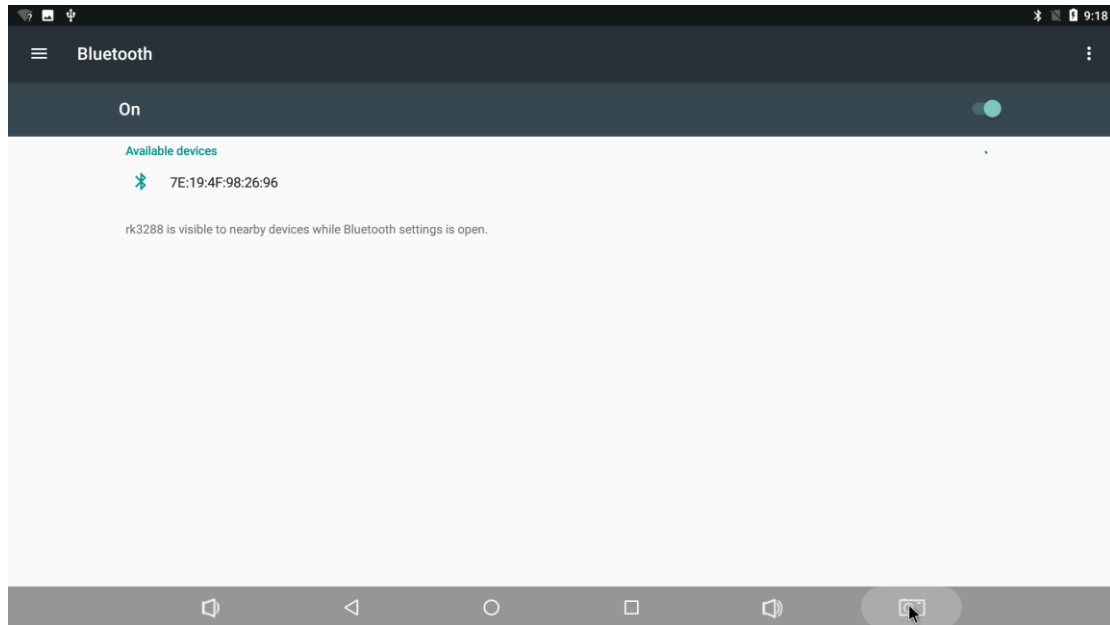 9:18
Bluetooth
On
Available devices
7E:19:4F:98:26:96
rk3288 is visible to nearby devices while Bluetooth settings is open.